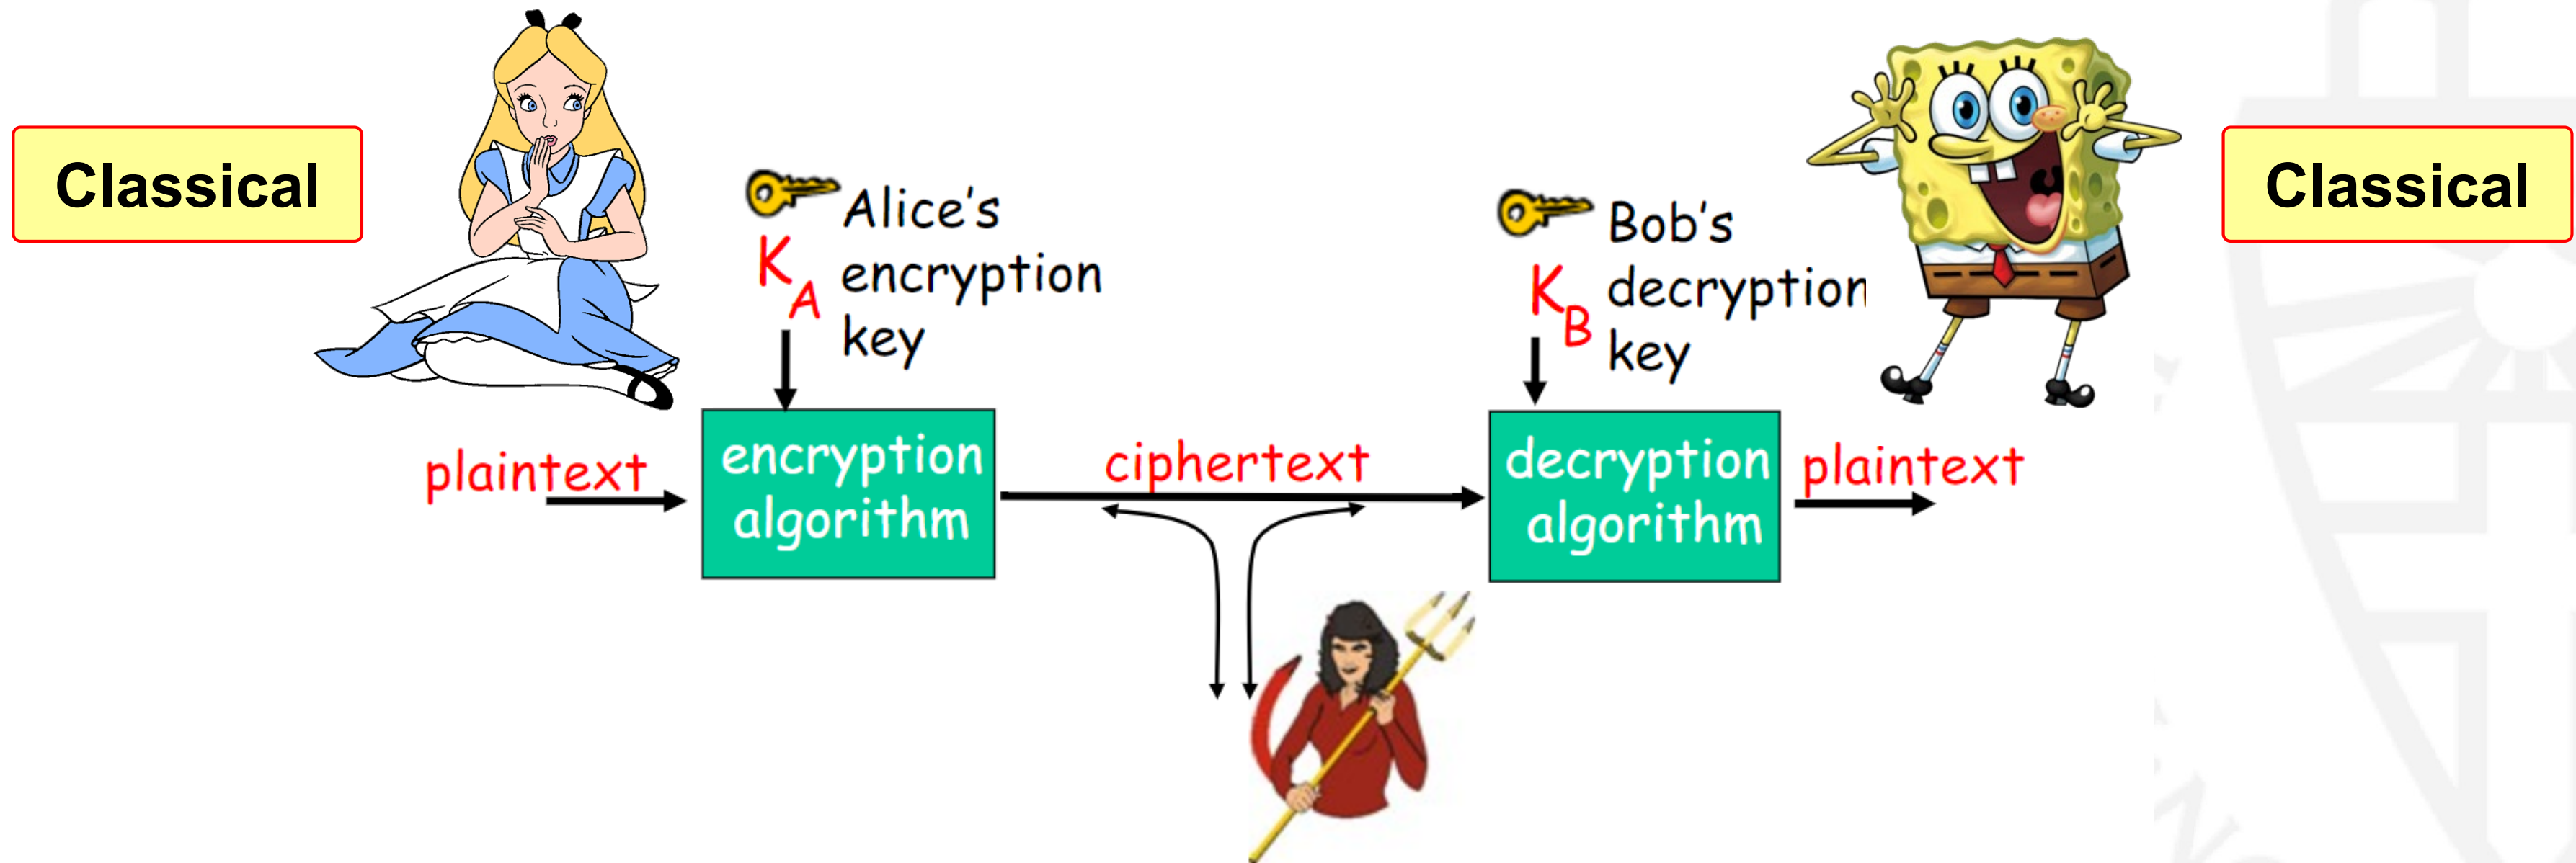 Classical
Alice's
encryption
key
K
A
Bob's
decryption
key
K
B
Classical
plaintext
encryption
algorithm
ciphertext
decryption
algorithm
plaintext